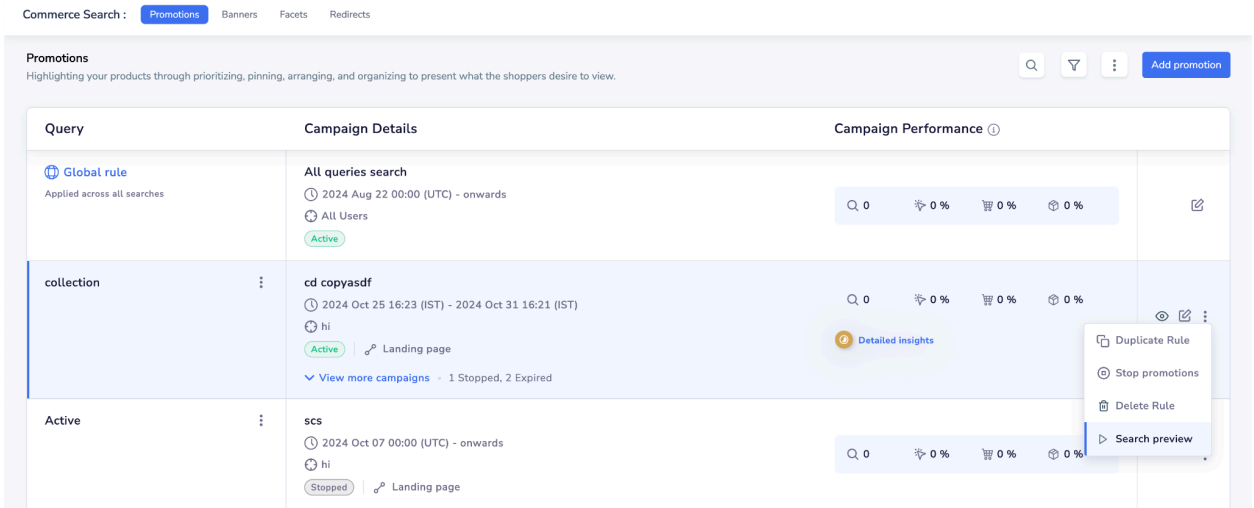 Commerce Search : Promotions Banners Facets Redirects
Promotions
Highlighting your products through prioritizing, pinning, arranging, and organizing to present what the shoppers desire to view.
Add promotion
Query Campaign Details Campaign Performance
Global rule
Applied across all searches
All queries search
2024 Aug 22 00:00 (UTC) - onwards
All Users
Active
0 0 % 0 % 0 %
collection
cd copyasdf
2024 Oct 25 16:23 (IST) - 2024 Oct 31 16:21 (IST)
hi
Active Landing page
View more campaigns • 1 Stopped, 2 Expired
0 0 % 0 % 0 %
Detailed insights
Duplicate Rule
Stop promotions
Delete Rule
Search preview
Active
scs
2024 Oct 07 00:00 (UTC) - onwards
hi
Stopped Landing page
0 0 % 0 % 0 %